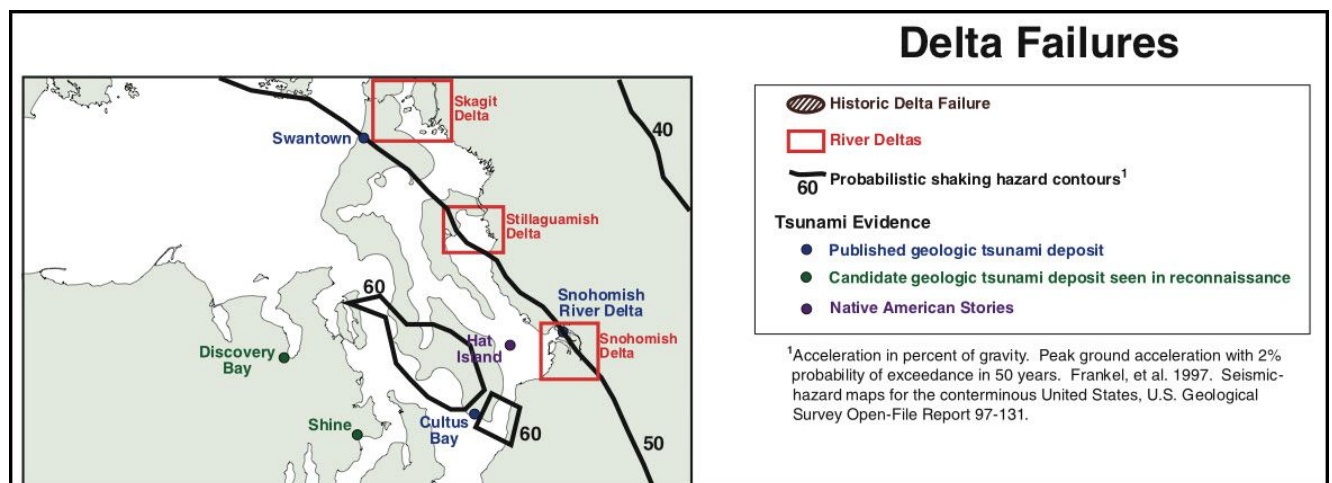 Delta Failures
Skagit
Delta
40
Swantown
Stillaguamish
Delta
60
Snohomish
River Delta
Hat
Island
Snohomish
Delta
Discovery
Bay
Cultus
Bay
Shine
60
50
Historic Delta Failure
River Deltas
60
Probabilistic shaking hazard contours¹
Tsunami Evidence
Published geologic tsunami deposit
Candidate geologic tsunami deposit seen in reconnaissance
Native American Stories
¹Acceleration in percent of gravity. Peak ground acceleration with 2%
probability of exceedance in 50 years. Frankel, et al. 1997. Seismic-
hazard maps for the conterminous United States, U.S. Geological
Survey Open-File Report 97-131.